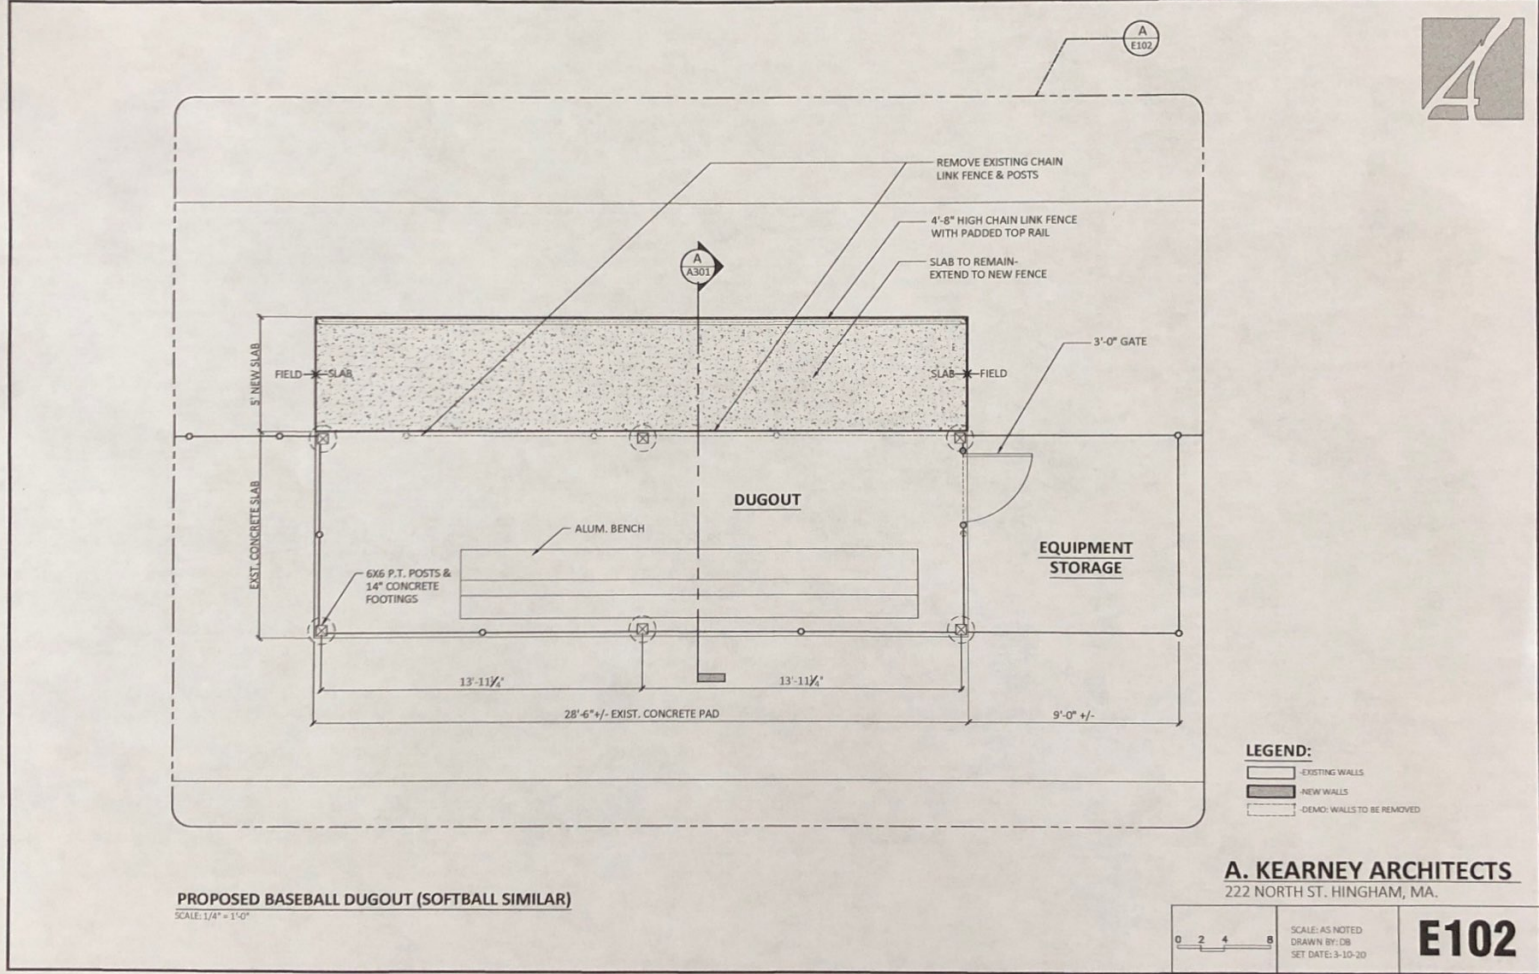 A
E102
REMOVE EXISTING CHAIN
LINK FENCE & POSTS
4'-8" HIGH CHAIN LINK FENCE
WITH PADDED TOP RAIL
A
A301
SLAB TO REMAIN-
EXTEND TO NEW FENCE
5' NEW SLAB
FIELD
SLAB
SLAB
FIELD
3'-0" GATE
DUGOUT
EXST. CONCRETE SLAB
ALUM. BENCH
EQUIPMENT
STORAGE
6X6 P.T. POSTS &
14" CONCRETE
FOOTINGS
13'-11¼"
13'-11¼"
28'-6"+/- EXIST. CONCRETE PAD
9'-0" +/-
LEGEND:
-EXISTING WALLS
-NEW WALLS
-DEMO: WALLS TO BE REMOVED
PROPOSED BASEBALL DUGOUT (SOFTBALL SIMILAR)
SCALE: 1/4" = 1'-0"
A. KEARNEY ARCHITECTS
222 NORTH ST. HINGHAM, MA.
0 2 4 8
SCALE: AS NOTED
DRAWN BY: DB
SET DATE: 3-10-20
E102